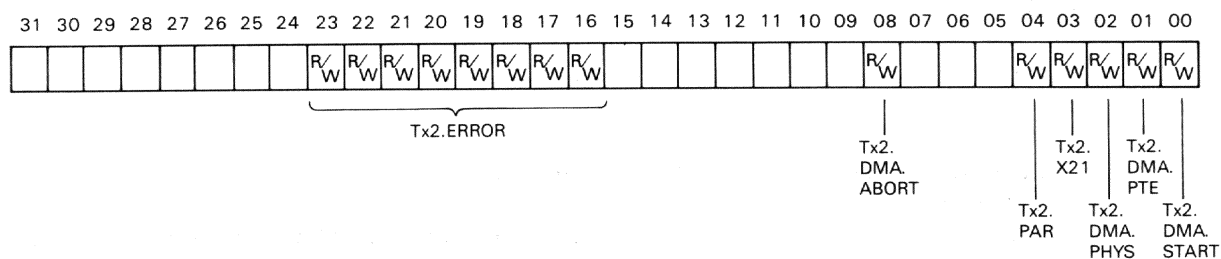 31 30 29 28 27 26 25 24 23 22 21 20 19 18 17 16 15 14 13 12 11 10 09 08 07 06 05 04 03 02 01 00
R/W R/W R/W R/W R/W R/W R/W R/W R/W R/W R/W R/W R/W R/W
Tx2.ERROR
Tx2.
DMA.
ABORT
Tx2.
PAR
Tx2.
X21
Tx2.
DMA.
PHYS
Tx2.
DMA.
PTE
Tx2.
DMA.
START